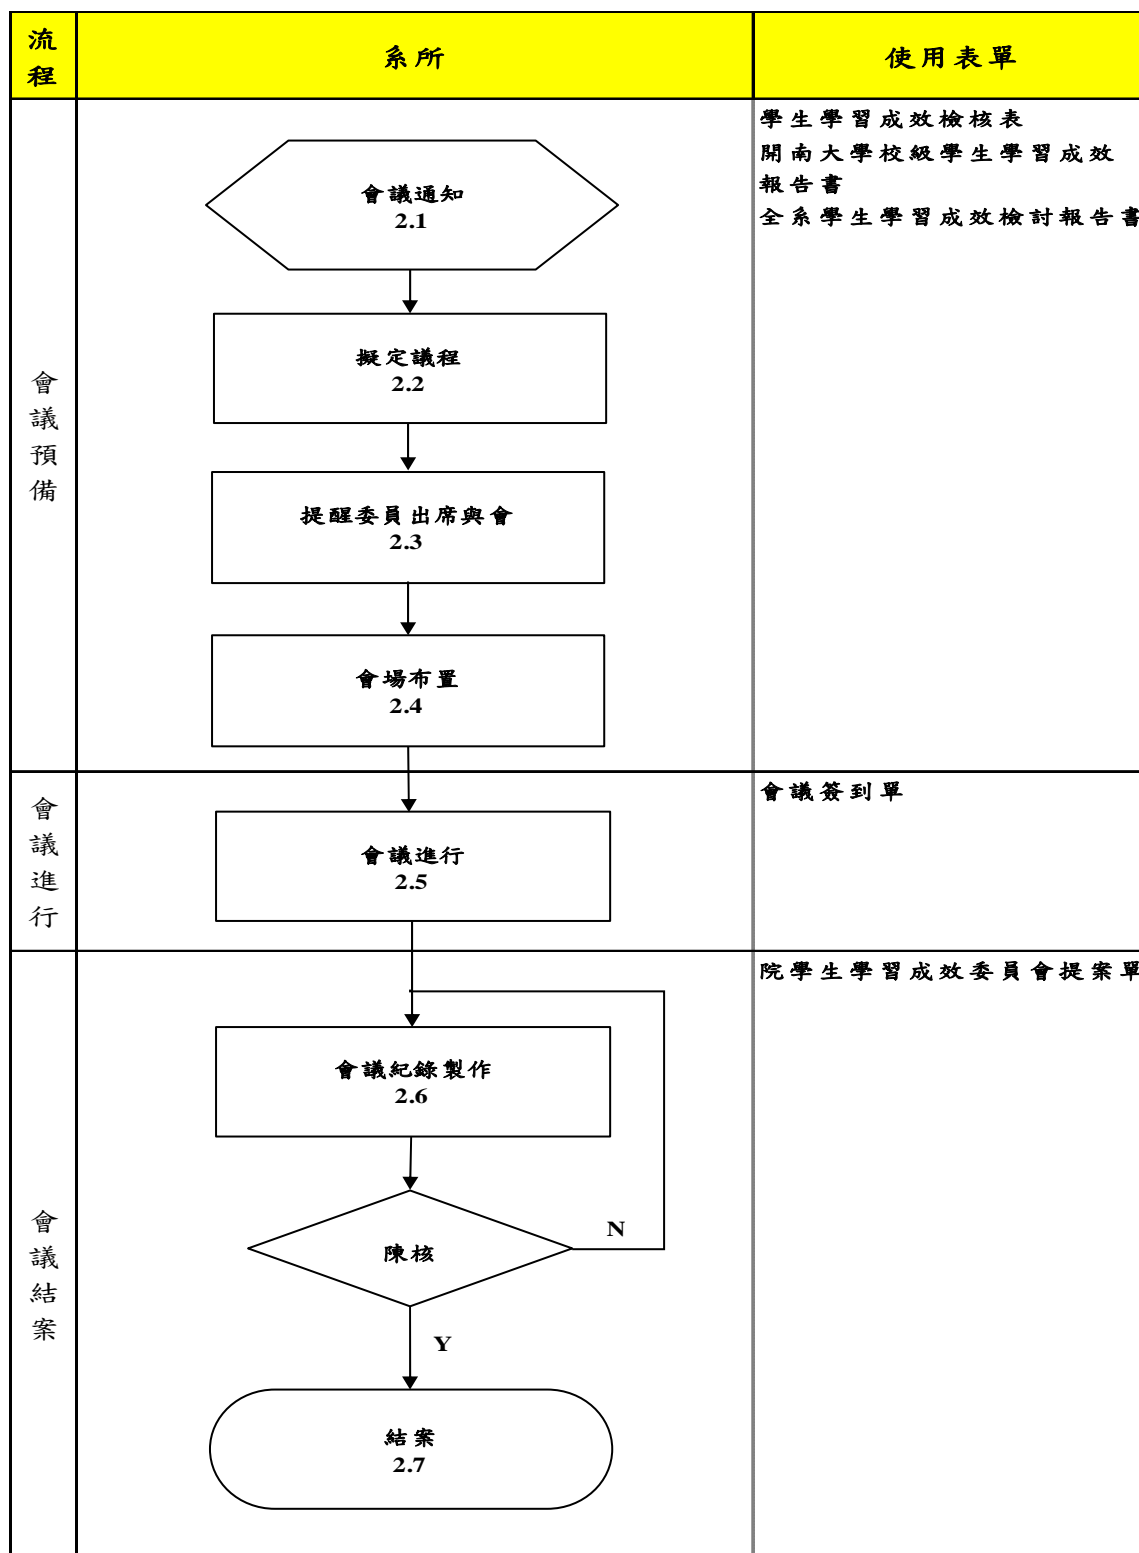 流程
系所
使用表單
會議預備
會議通知
2.1
擬定議程
2.2
提醒委員出席與會
2.3
會場布置
2.4
學生學習成效檢核表
開南大學校級學生學習成效
報告書
全系學生學習成效檢討報告書
會議進行
會議進行
2.5
會議簽到單
會議結案
會議紀錄製作
2.6
陳核
N
Y
結案
2.7
院學生學習成效委員會提案單